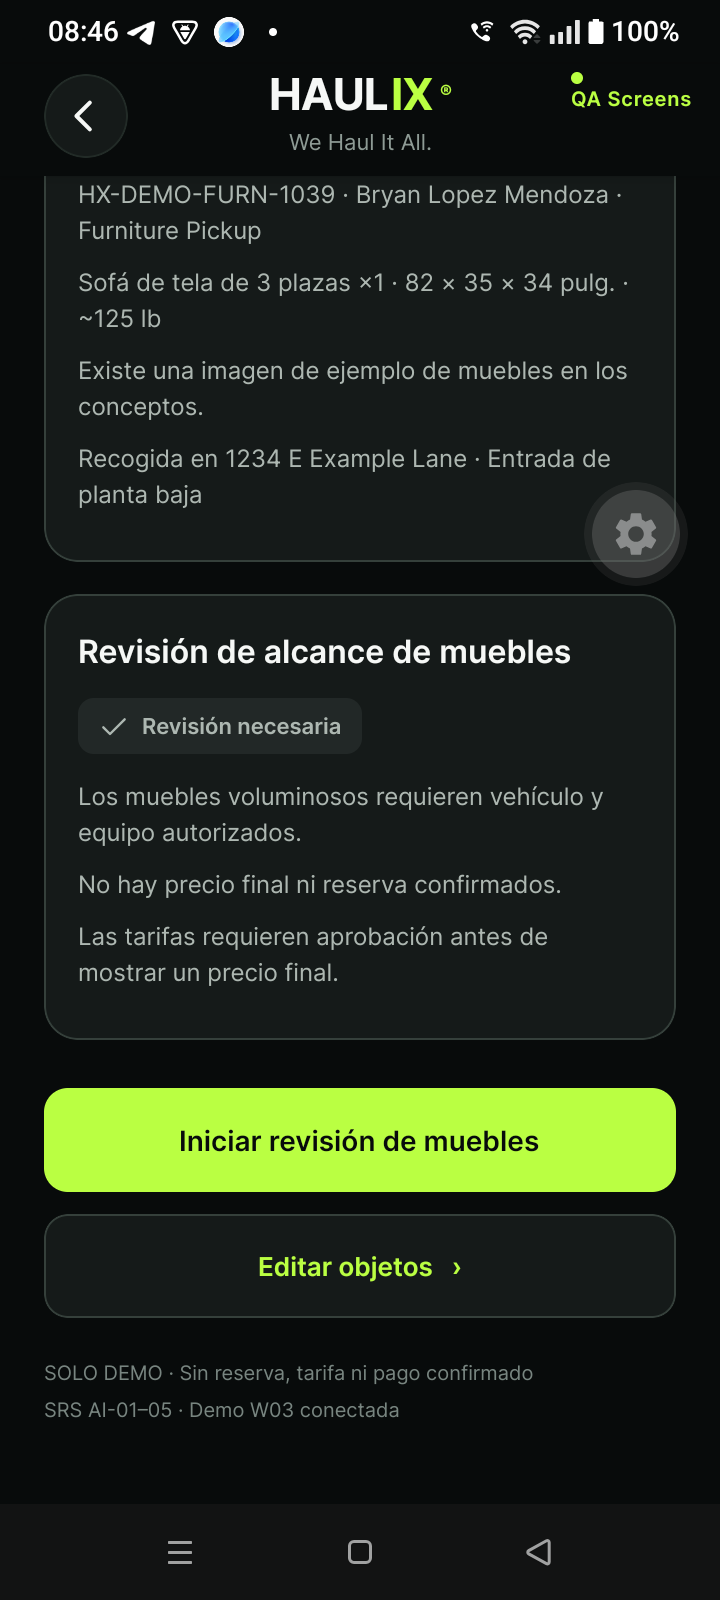 08:46
100%
HAULIX ®
QA Screens
We Haul It All.
HX-DEMO-FURN-1039 · Bryan Lopez Mendoza ·
Furniture Pickup
Sofá de tela de 3 plazas ×1 · 82 × 35 × 34 pulg. ·
~125 lb
Existe una imagen de ejemplo de muebles en los
conceptos.
Recogida en 1234 E Example Lane · Entrada de
planta baja
Revisión de alcance de muebles
Revisión necesaria
Los muebles voluminosos requieren vehículo y
equipo autorizados.
No hay precio final ni reserva confirmados.
Las tarifas requieren aprobación antes de
mostrar un precio final.
Iniciar revisión de muebles
Editar objetos ›
SOLO DEMO · Sin reserva, tarifa ni pago confirmado
SRS AI-01–05 · Demo W03 conectada